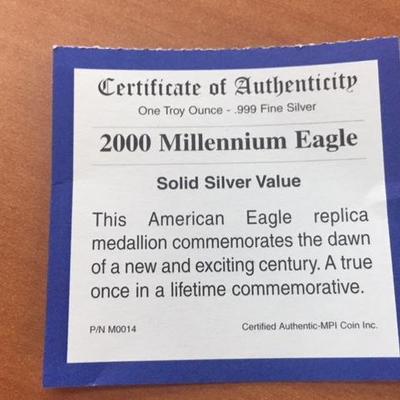 Certificate of Authenticity
One Troy Ounce - .999 Fine Silver
2000 Millennium Eagle
Solid Silver Value
This American Eagle replica
medallion commemorates the dawn
of a new and exciting century. A true
once in a lifetime commemorative.
P/N M0014 Certified Authentic-MPI Coin Inc.